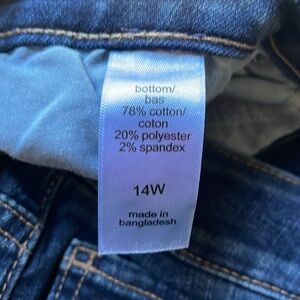 bottom/
bas
78% cotton/
coton
20% polyester
2% spandex
14W
made in
bangladesh